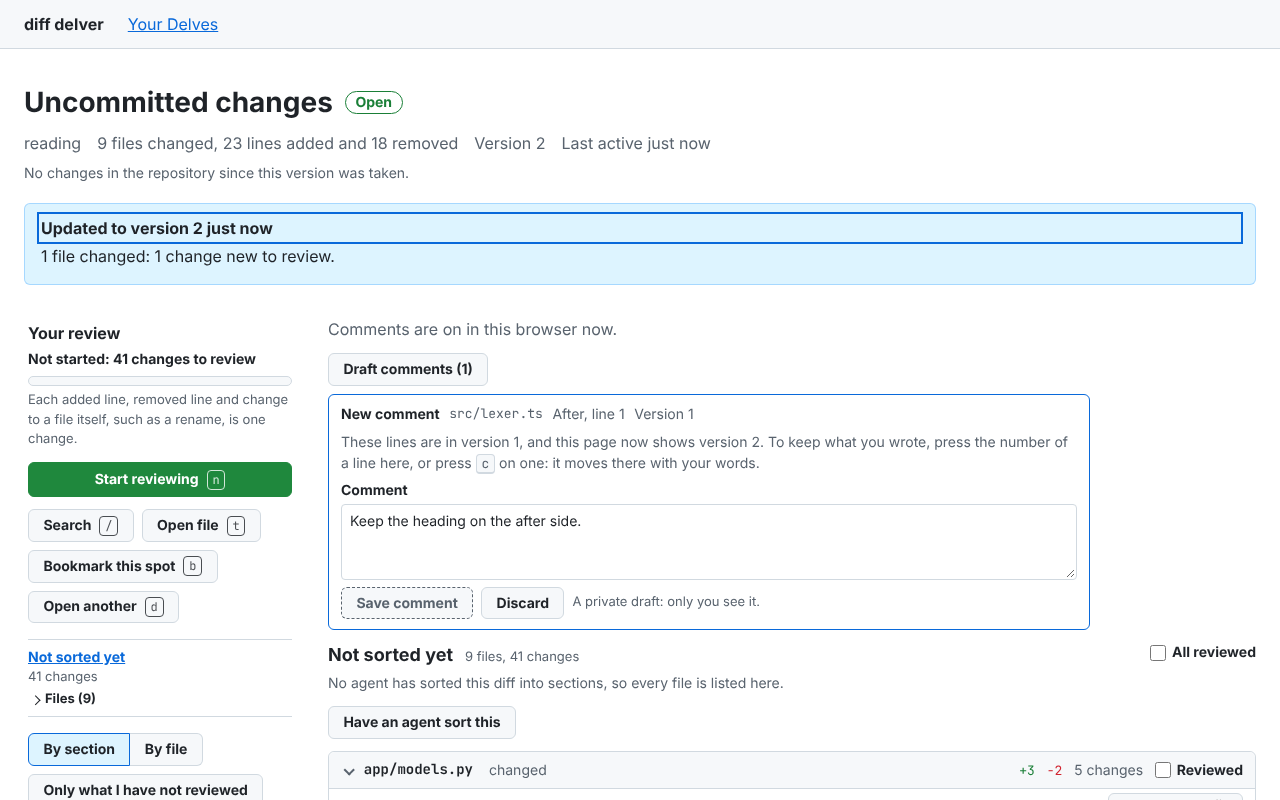 diff delver Your Delves
Uncommitted changes Open
reading 9 files changed, 23 lines added and 18 removed Version 2 Last active just now
No changes in the repository since this version was taken.
Updated to version 2 just now
1 file changed: 1 change new to review.
Your review
Not started: 41 changes to review
Each added line, removed line and change
to a file itself, such as a rename, is one
change.
Start reviewing n
Search / Open file t
Bookmark this spot b
Open another d
Not sorted yet
41 changes
Files (9)
By section By file
Only what I have not reviewed
Comments are on in this browser now.
Draft comments (1)
New comment src/lexer.ts After, line 1 Version 1
These lines are in version 1, and this page now shows version 2. To keep what you wrote, press the number of
a line here, or press c on one: it moves there with your words.
Comment
Keep the heading on the after side.
Save comment Discard A private draft: only you see it.
Not sorted yet 9 files, 41 changes All reviewed
No agent has sorted this diff into sections, so every file is listed here.
Have an agent sort this
app/models.py changed +3 -2 5 changes Reviewed